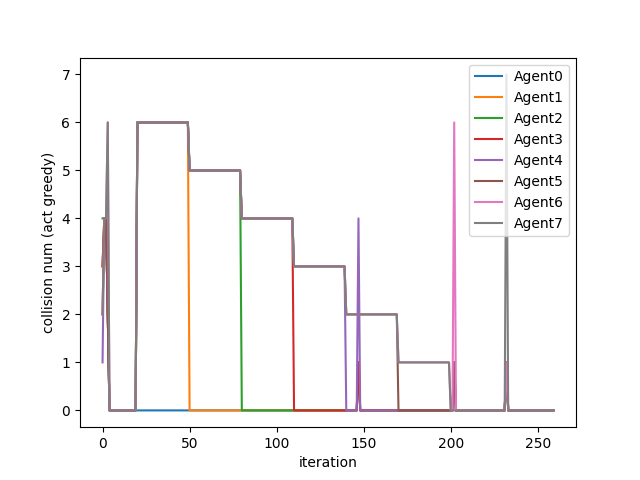 collision num (act greedy)
7
6
5
4
3
2
1
0
0 50 100 150 200 250
iteration
Agent0
Agent1
Agent2
Agent3
Agent4
Agent5
Agent6
Agent7